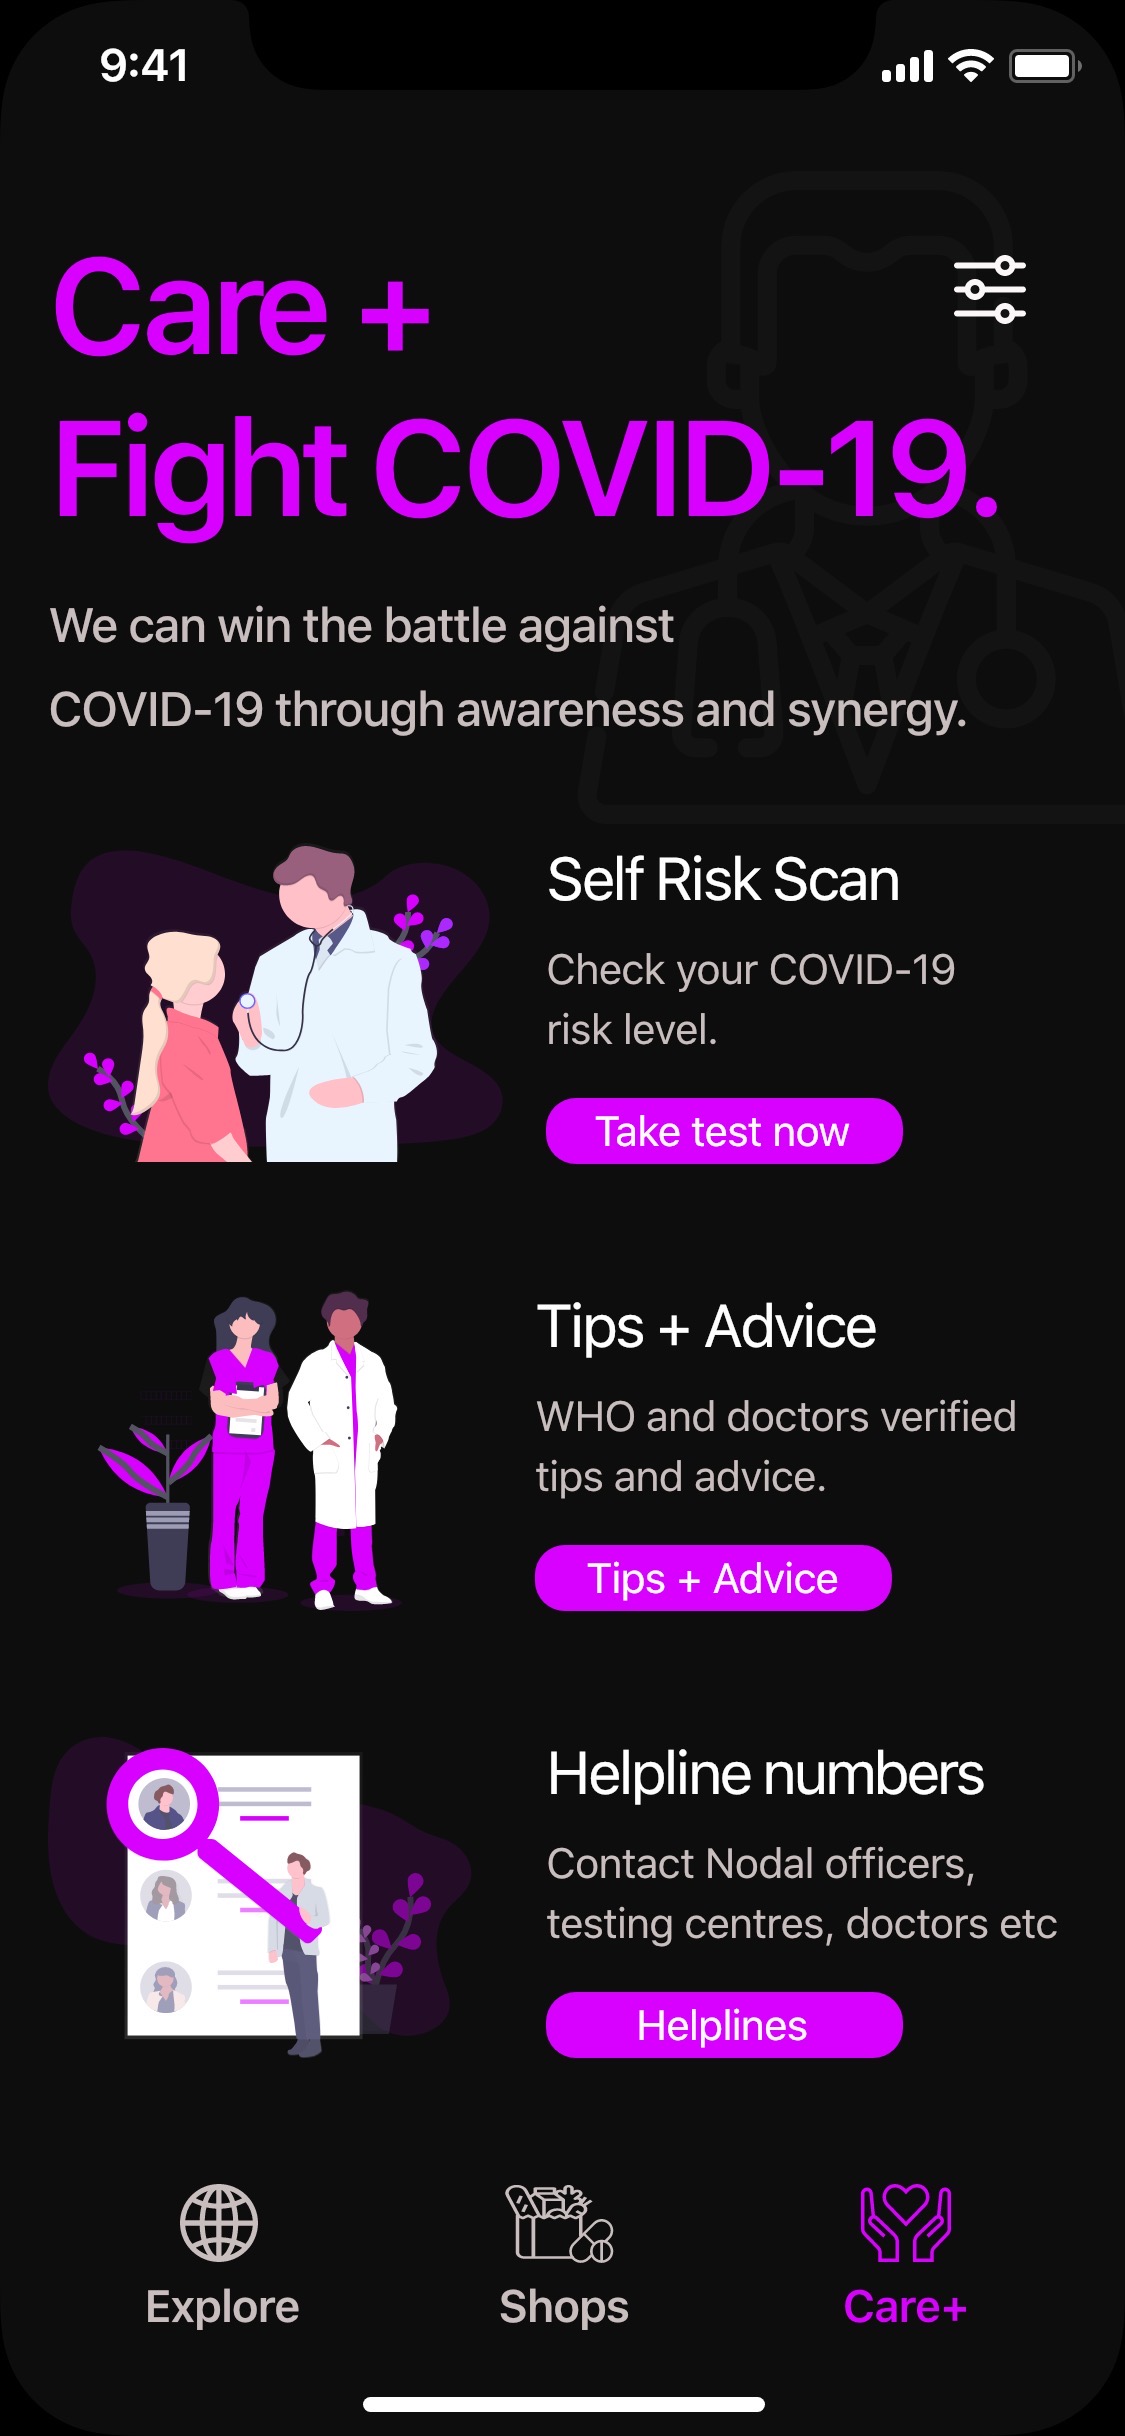 9:41
Care +
Fight COVID-19.
We can win the battle against
COVID-19 through awareness and synergy.
Self Risk Scan
Check your COVID-19
risk level.
Take test now
Tips + Advice
WHO and doctors verified
tips and advice.
Tips + Advice
Helpline numbers
Contact Nodal officers,
testing centres, doctors etc
Helplines
Explore
Shops
Care+